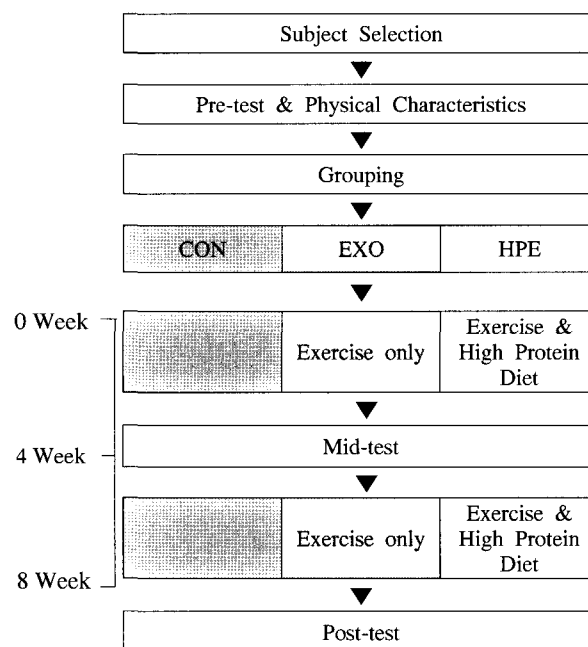 Subject Selection
Pre-test & Physical Characteristics
Grouping
CON
EXO
HPE
0 Week
Exercise only
Exercise &
High Protein
Diet
4 Week
Mid-test
Exercise only
Exercise &
High Protein
Diet
8 Week
Post-test